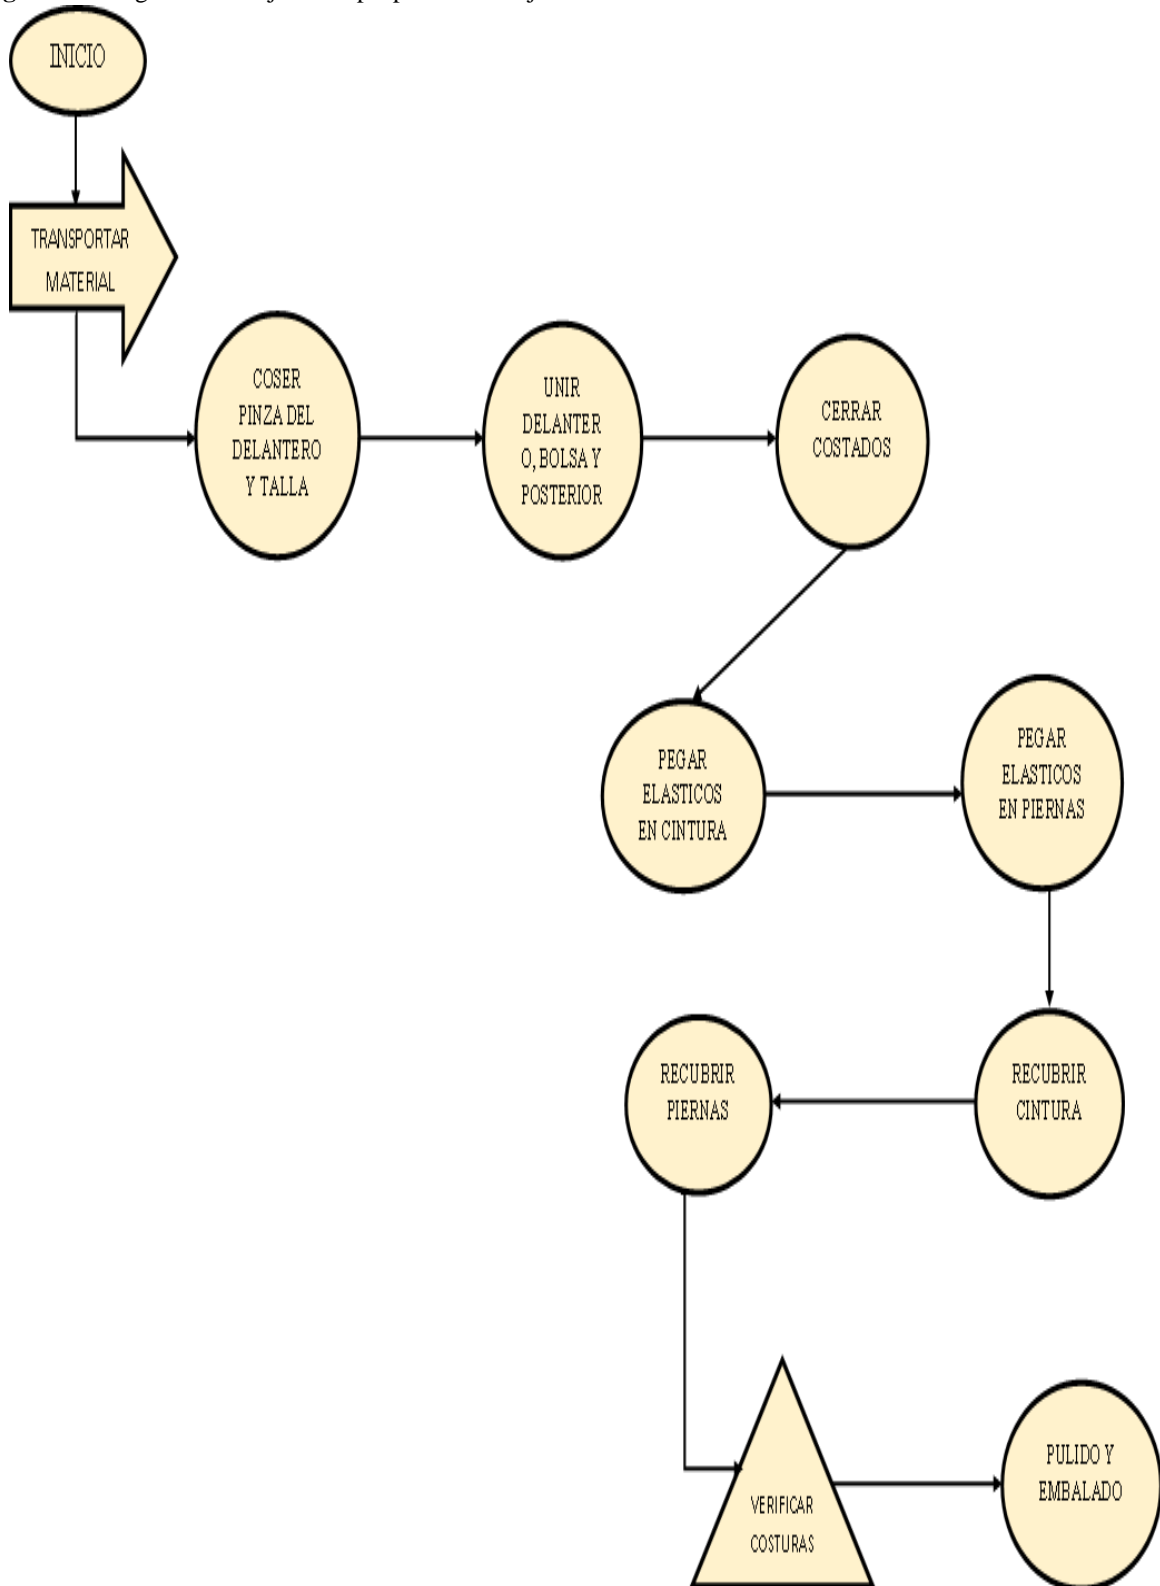 INICIO
TRANSPORTAR
MATERIAL
COSER
PINZA DEL
DELANTERO
Y TALLA
UNIR
DELANTER
O, BOLSA Y
POSTERIOR
CERRAR
COSTADOS
PEGAR
ELASTICOS
EN CINTURA
PEGAR
ELASTICOS
EN PIERNAS
RECUBRIR
CINTURA
RECUBRIR
PIERNAS
VERIFICAR
COSTURAS
PULIDO Y
EMBALADO